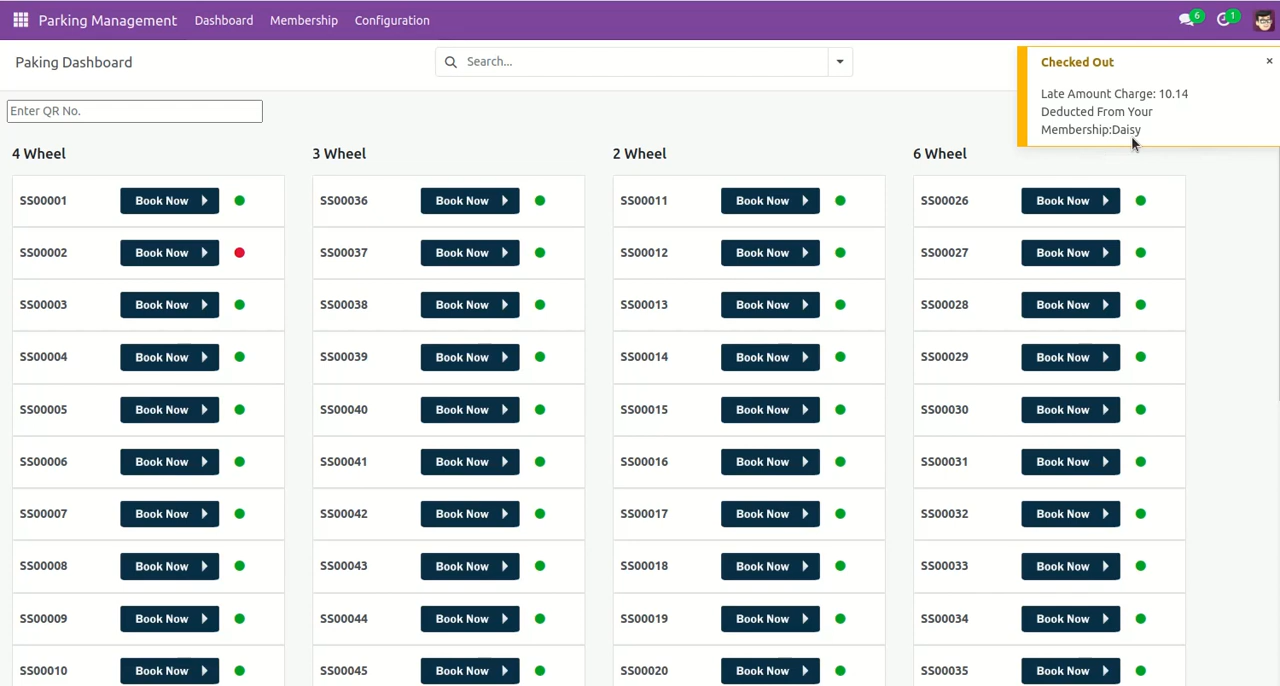 Parking Management Dashboard Membership Configuration 6 1
Paking Dashboard
Search...
Checked Out ×
Late Amount Charge: 10.14
Deducted From Your
Membership:Daisy
Enter QR No.
4 Wheel 3 Wheel 2 Wheel 6 Wheel
SS00001 Book Now SS00036 Book Now SS00011 Book Now SS00026 Book Now
SS00002 Book Now SS00037 Book Now SS00012 Book Now SS00027 Book Now
SS00003 Book Now SS00038 Book Now SS00013 Book Now SS00028 Book Now
SS00004 Book Now SS00039 Book Now SS00014 Book Now SS00029 Book Now
SS00005 Book Now SS00040 Book Now SS00015 Book Now SS00030 Book Now
SS00006 Book Now SS00041 Book Now SS00016 Book Now SS00031 Book Now
SS00007 Book Now SS00042 Book Now SS00017 Book Now SS00032 Book Now
SS00008 Book Now SS00043 Book Now SS00018 Book Now SS00033 Book Now
SS00009 Book Now SS00044 Book Now SS00019 Book Now SS00034 Book Now
SS00010 Book Now SS00045 Book Now SS00020 Book Now SS00035 Book Now